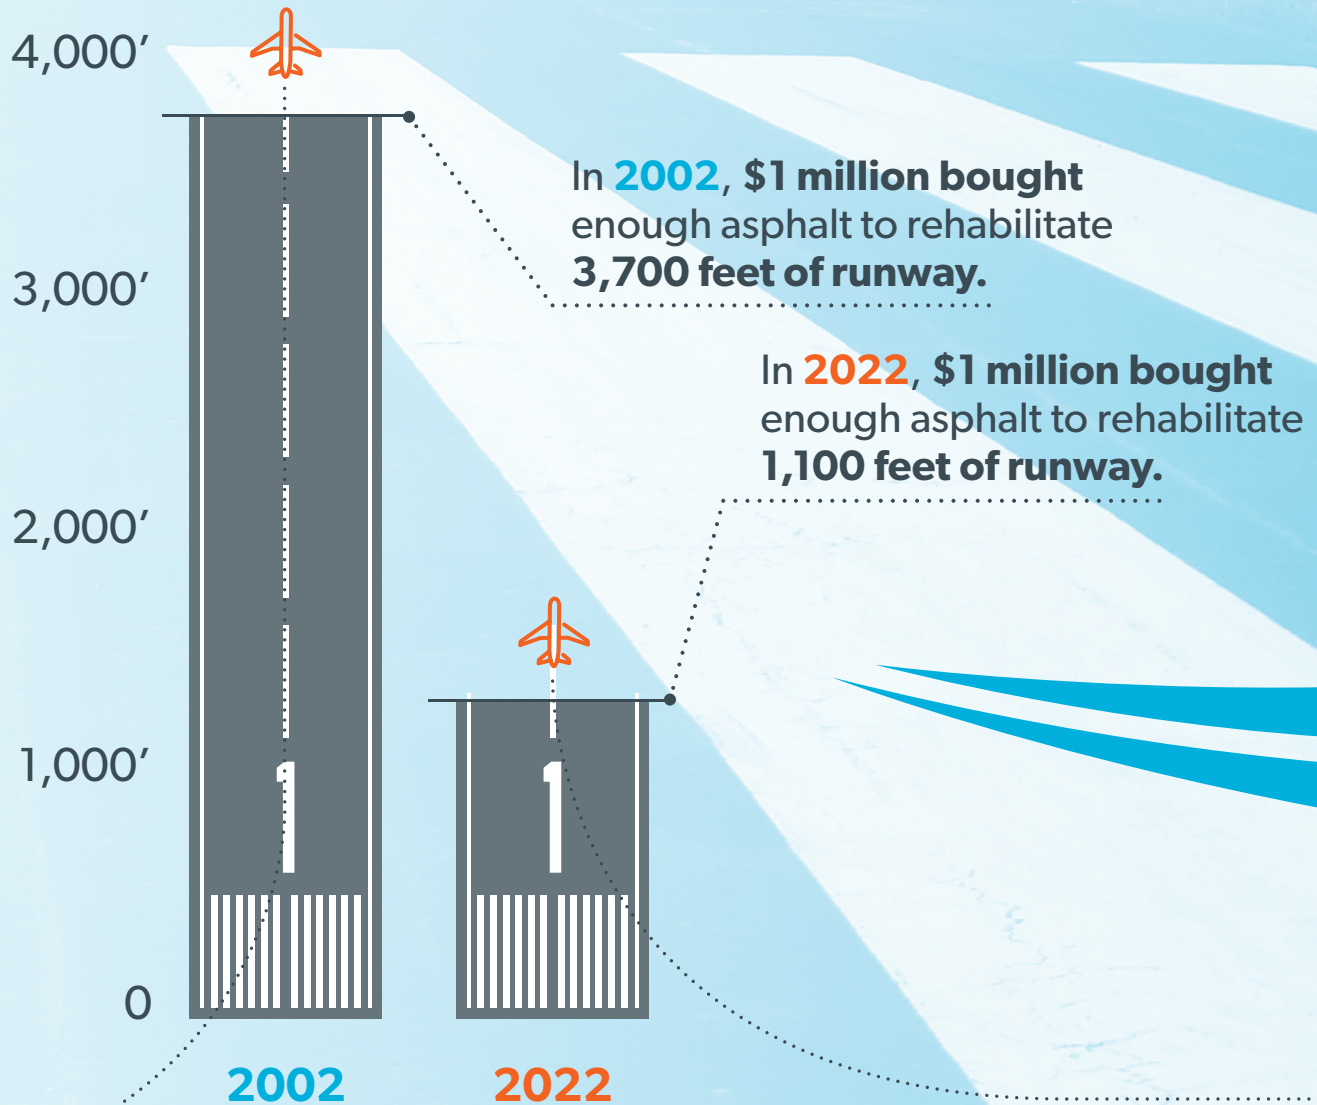 4,000′
3,000′
2,000′
1,000′
0
In 2002, $1 million bought
enough asphalt to rehabilitate
3,700 feet of runway.
In 2022, $1 million bought
enough asphalt to rehabilitate
1,100 feet of runway.
1
1
2002
2022